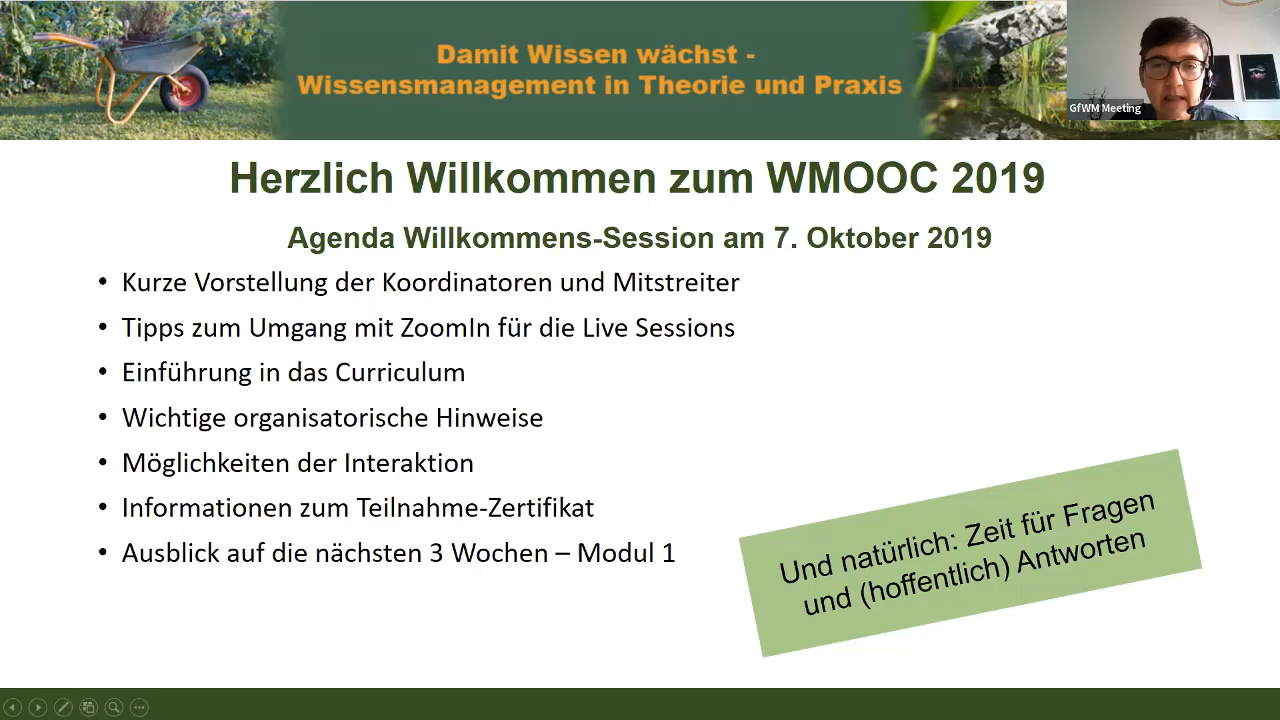 Damit Wissen wächst -
Wissensmanagement in Theorie und Praxis
GfWM Meeting
Herzlich Willkommen zum WMOOC 2019
Agenda Willkommens-Session am 7. Oktober 2019
• Kurze Vorstellung der Koordinatoren und Mitstreiter
• Tipps zum Umgang mit ZoomIn für die Live Sessions
• Einführung in das Curriculum
• Wichtige organisatorische Hinweise
• Möglichkeiten der Interaktion
• Informationen zum Teilnahme-Zertifikat
• Ausblick auf die nächsten 3 Wochen – Modul 1
Und natürlich: Zeit für Fragen
und (hoffentlich) Antworten